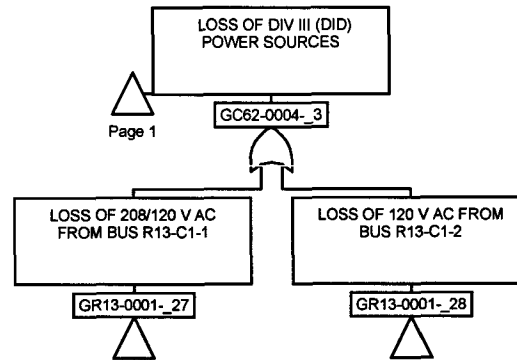 LOSS OF DIV III (DID)
POWER SOURCES
Page 1
GC62-0004-_3
LOSS OF 208/120 V AC
FROM BUS R13-C1-1
LOSS OF 120 V AC FROM
BUS R13-C1-2
GR13-0001-_27
GR13-0001-_28